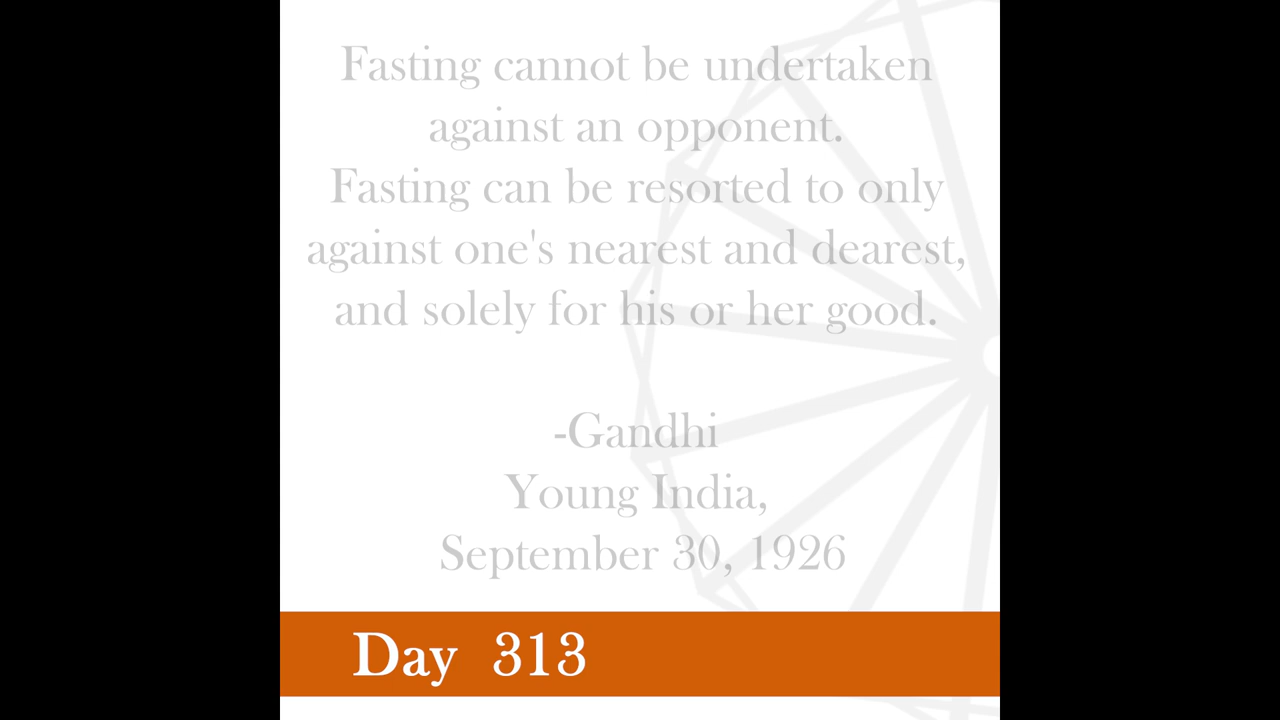 Fasting cannot be undertaken
against an opponent.
Fasting can be resorted to only
against one's nearest and dearest,
and solely for his or her good.
-Gandhi
Young India,
September 30, 1926
Day 313